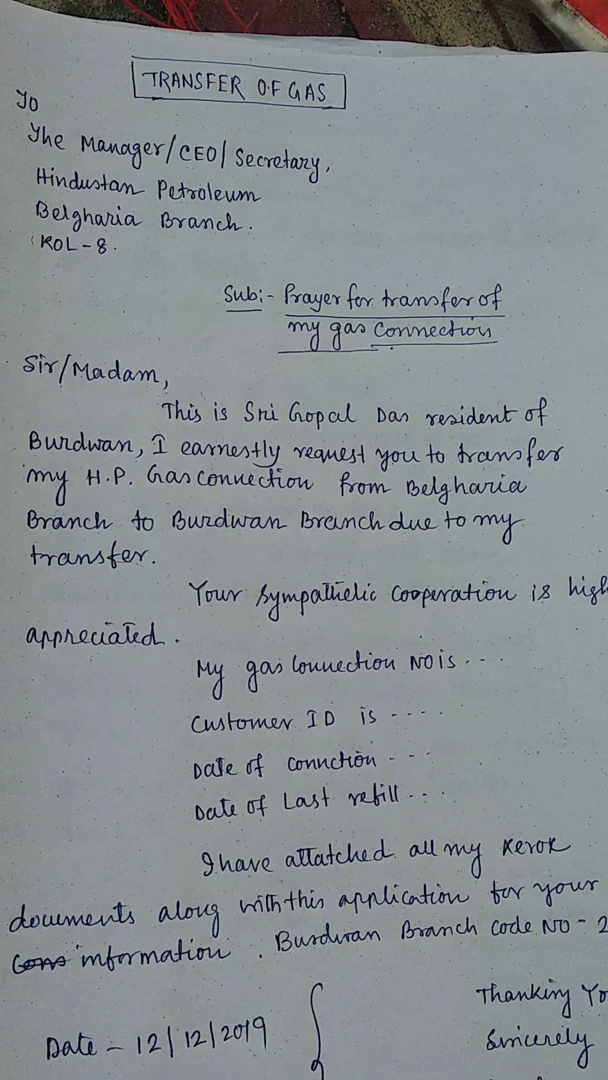 TRANSFER OF GAS
To
The Manager/CEO/Secretary,
Hindustan Petroleum
Belgharia Branch.
KOL-8.
Sub:- Prayer for transfer of
my gas connection
Sir/Madam,
This is Sri Gopal Das resident of
Burdwan, I earnestly request you to transfer
my H.P. Gas connection from Belgharia
Branch to Burdwan Branch due to my
transfer.
Your sympathetic cooperation is high
appreciated.
My gas connection No is...
Customer ID is ----
Date of connction ---
Date of Last refill...
I have attatched all my xerox
documents along with this application for your
information. Burdwan Branch code No - 2
Thanking Yo
Date - 12/12/2019
Sincerely